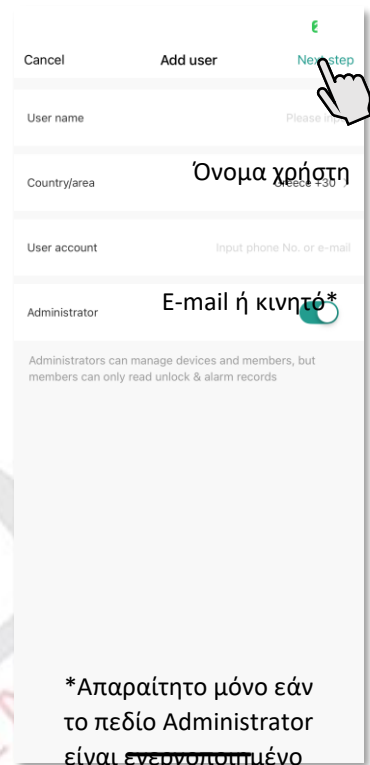 Cancel Add user Next step
User name Please input
Όνομα χρήστη
Country/area Greece +30 >
User account Input phone No. or e-mail
E-mail ή κινητό*
Administrator
Administrators can manage devices and members, but
members can only read unlock & alarm records
*Απαραίτητο μόνο εάν
το πεδίο Administrator
είναι ενεργοποιημένο